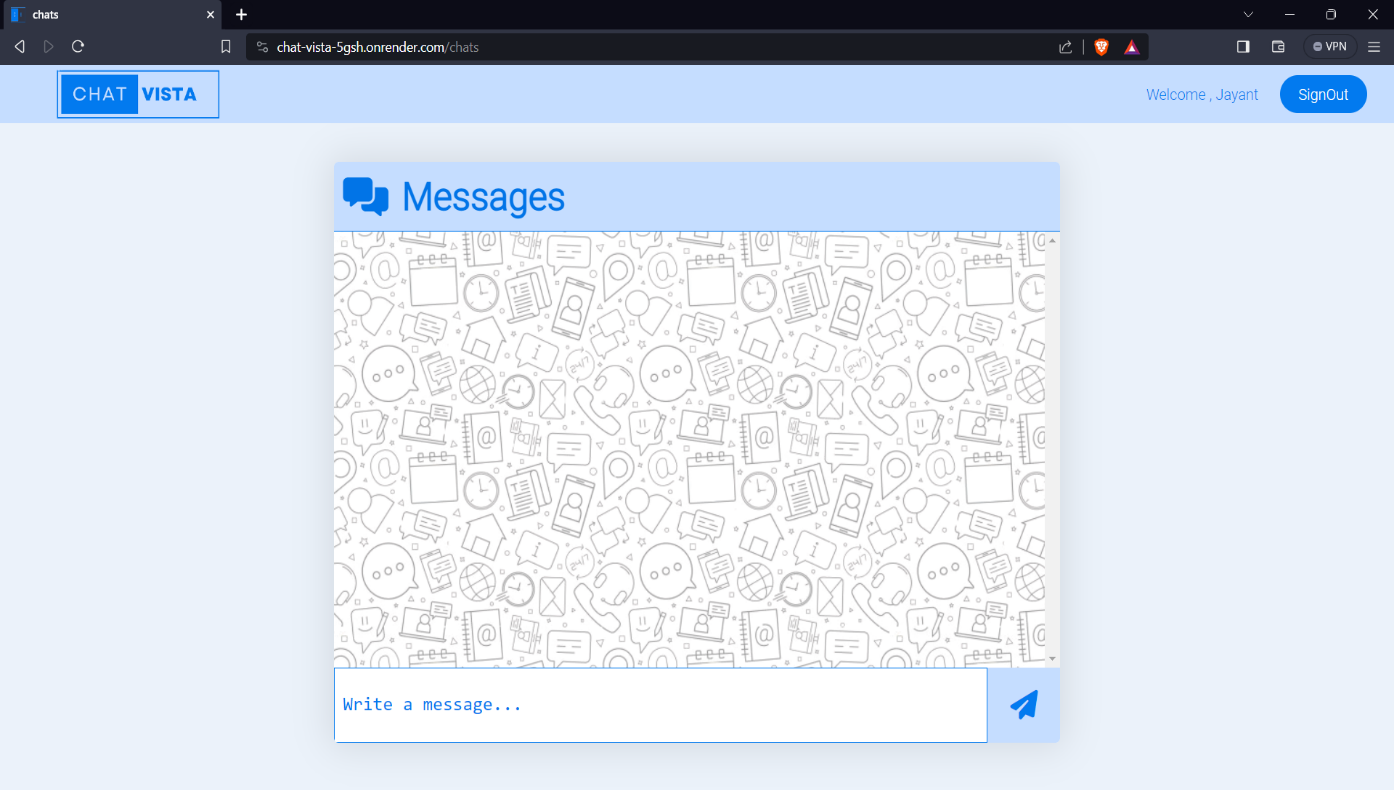 chats
chat-vista-5gsh.onrender.com/chats
VPN
CHAT VISTA
Welcome , Jayant
SignOut
Messages
Write a message...